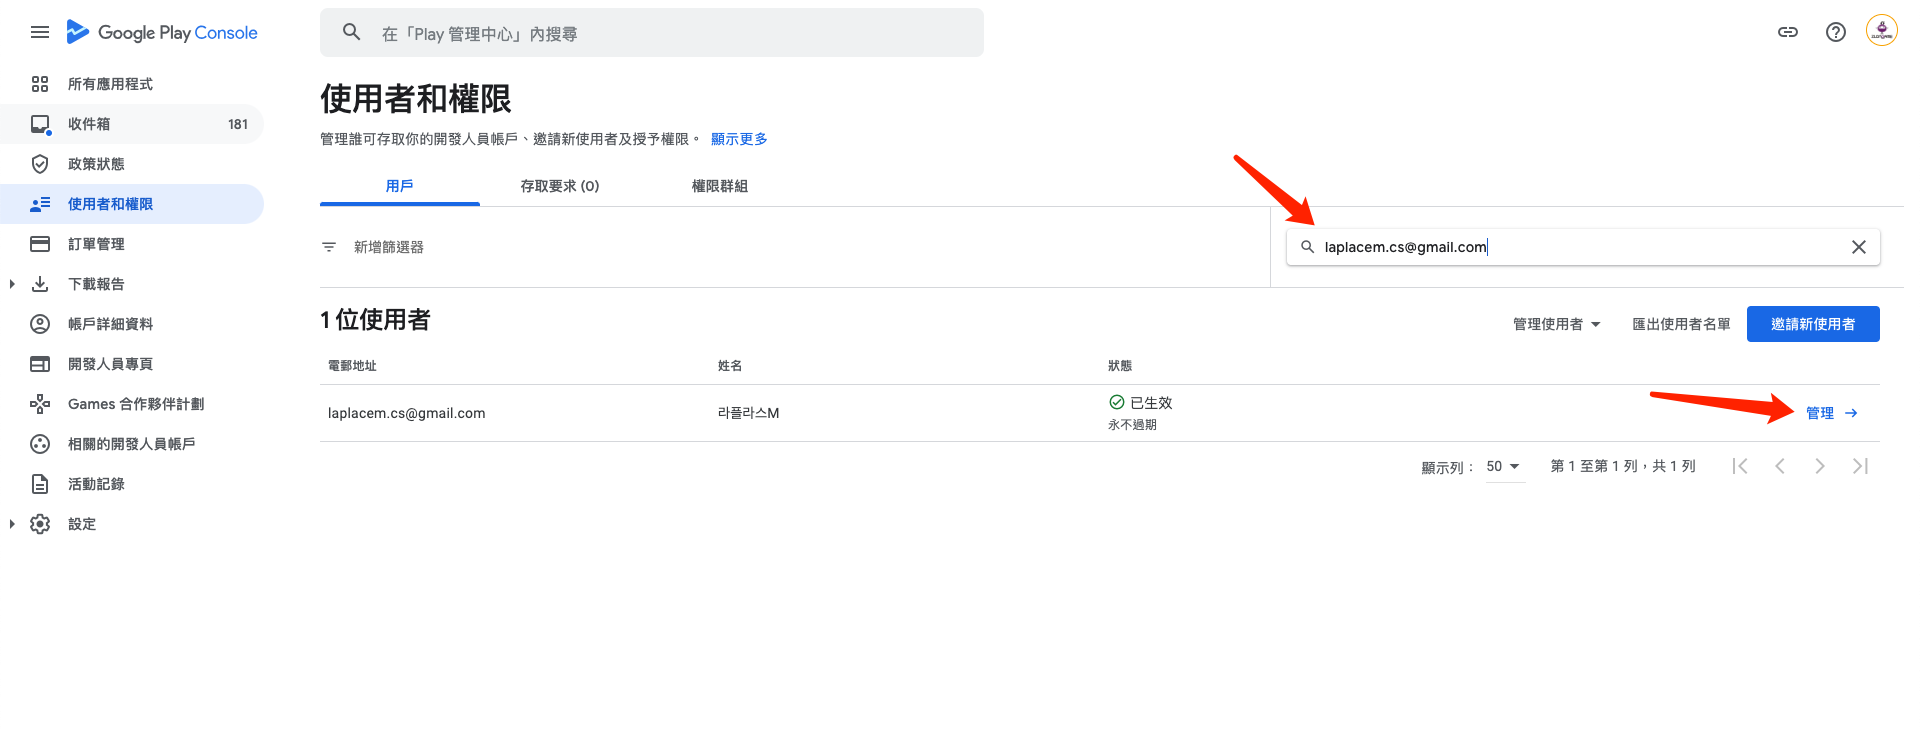 Google Play Console
在「Play 管理中心」內搜尋
所有應用程式
收件箱 181
政策狀態
使用者和權限
訂單管理
下載報告
帳戶詳細資料
開發人員專頁
Games 合作夥伴計劃
相關的開發人員帳戶
活動記錄
設定
使用者和權限
管理誰可存取你的開發人員帳戶、邀請新使用者及授予權限。 顯示更多
用戶 存取要求 (0) 權限群組
新增篩選器 laplacem.cs@gmail.com
1 位使用者
管理使用者 匯出使用者名單 邀請新使用者
電郵地址 姓名 狀態
laplacem.cs@gmail.com 라플라스M 已生效 管理
永不過期
顯示列： 50 第 1 至第 1 列，共 1 列